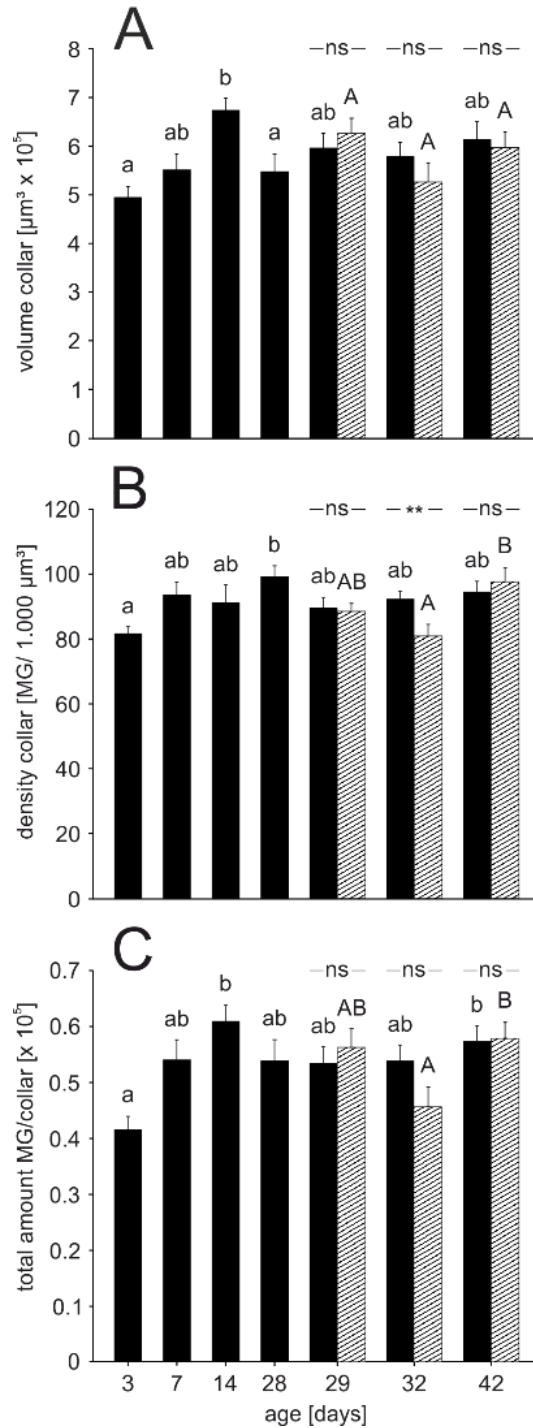 A
volume collar [µm³ x 10⁵]
8
7
6
5
4
3
2
1
0
—ns— —ns— —ns—
a ab b a ab A ab A ab A
B
density collar [MG/ 1.000 µm³]
120
100
80
60
40
20
0
—ns— —**— —ns—
a ab ab b ab AB ab A ab B
C
total amount MG/collar [x 10⁵]
0.7
0.6
0.5
0.4
0.3
0.2
0.1
0
—ns— —ns— —ns—
a ab b ab ab AB ab A b B
3 7 14 28 29 32 42
age [days]